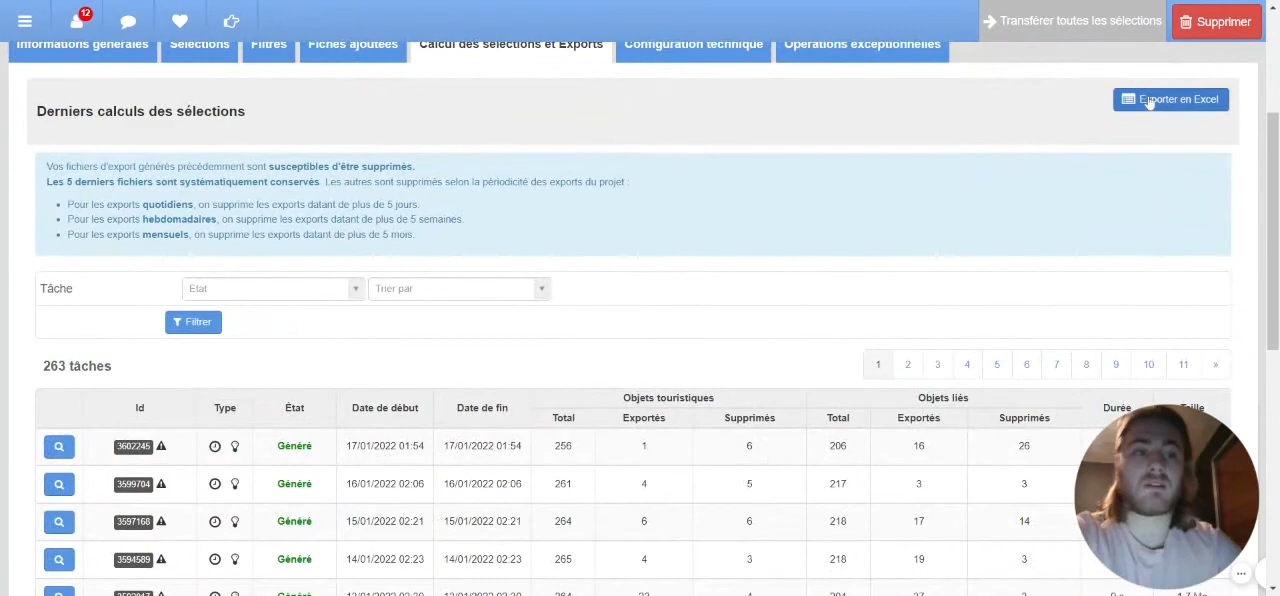 12
Transférer toutes les sélections
Supprimer
Informations générales
Sélections
Filtres
Fiches ajoutées
Calcul des sélections et Exports
Configuration technique
Opérations exceptionnelles
Derniers calculs des sélections
Exporter en Excel
Vos fichiers d'export générés précédemment sont susceptibles d'être supprimés.
Les 5 derniers fichiers sont systématiquement conservés. Les autres sont supprimés selon la périodicité des exports du projet :
• Pour les exports quotidiens, on supprime les exports datant de plus de 5 jours.
• Pour les exports hebdomadaires, on supprime les exports datant de plus de 5 semaines.
• Pour les exports mensuels, on supprime les exports datant de plus de 5 mois.
Tâche
Etat
Trier par
Filtrer
263 tâches
1 2 3 4 5 6 7 8 9 10 11 »
Objets touristiques Objets liés
Id Type État Date de début Date de fin Durée Taille
Total Exportés Supprimés Total Exportés Supprimés
3602245 Généré 17/01/2022 01:54 17/01/2022 01:54 256 1 6 206 16 26
3599704 Généré 16/01/2022 02:06 16/01/2022 02:06 261 4 5 217 3 3
3597168 Généré 15/01/2022 02:21 15/01/2022 02:21 264 6 6 218 17 14
3594589 Généré 14/01/2022 02:23 14/01/2022 02:23 265 4 3 218 19 3